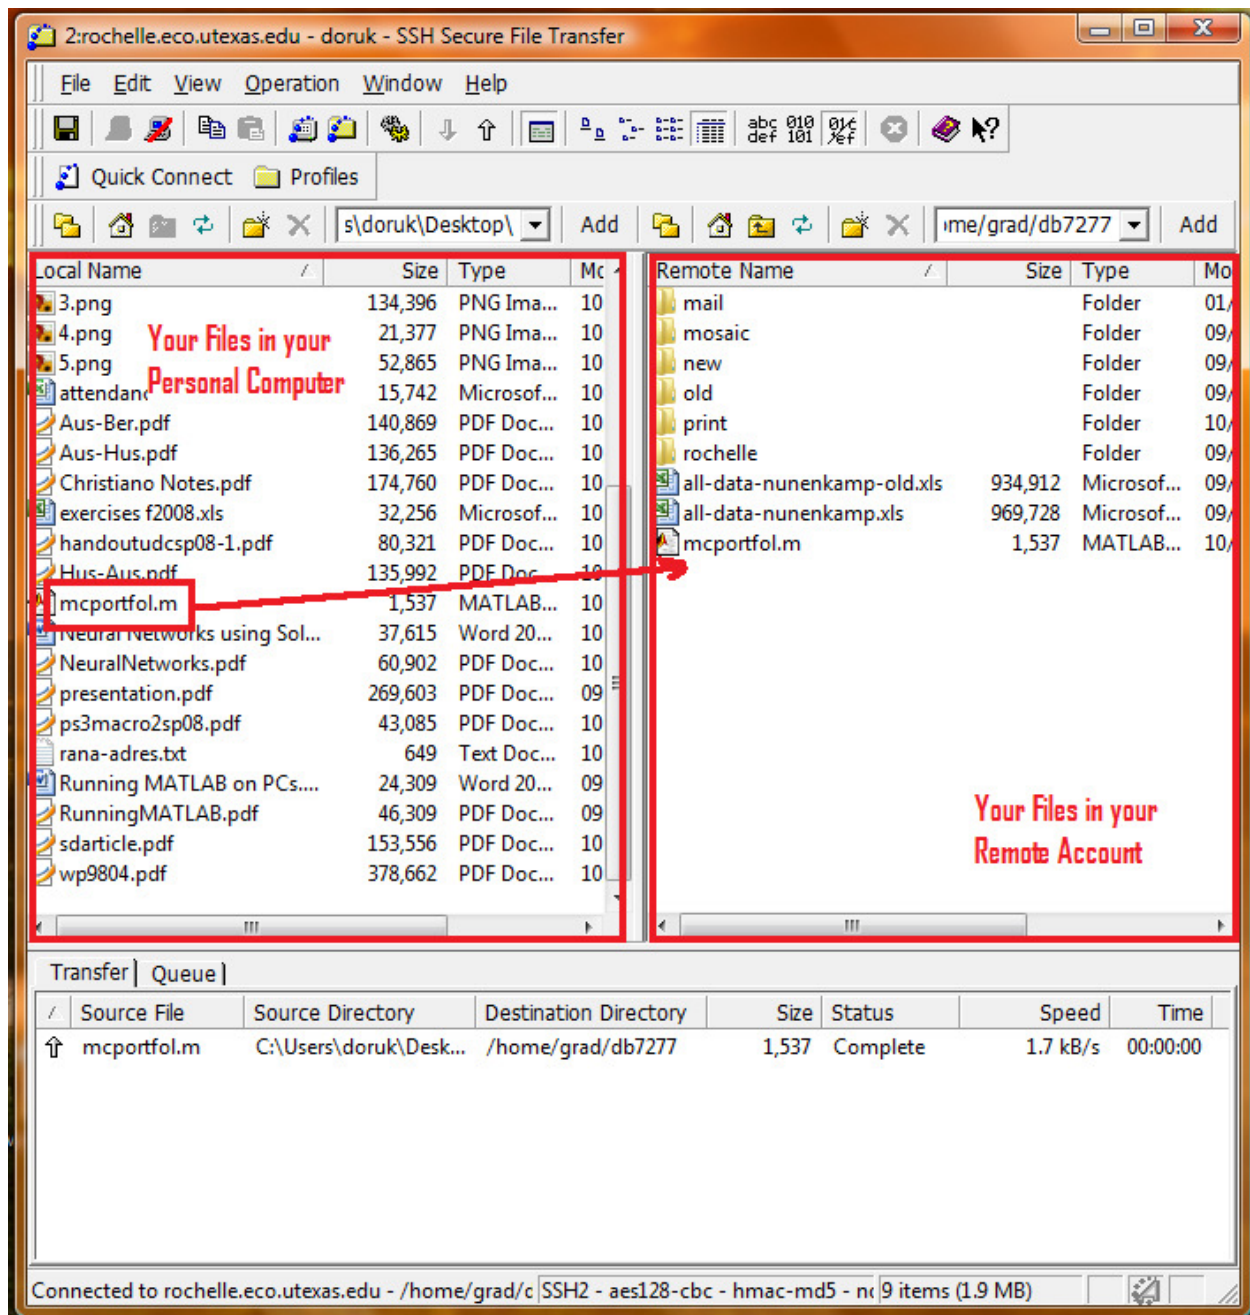 2:rochelle.eco.utexas.edu - doruk - SSH Secure File Transfer
File Edit View Operation Window Help
abc 010
def 101
Quick Connect Profiles
s\doruk\Desktop\ Add ome/grad/db7277 Add
Local Name Size Type
3.png 134,396 PNG Ima... 10
4.png 21,377 PNG Ima... 10
5.png 52,865 PNG Ima... 10
attendanc 15,742 Microsof... 10
Aus-Ber.pdf 140,869 PDF Doc... 10
Aus-Hus.pdf 136,265 PDF Doc... 10
Christiano Notes.pdf 174,760 PDF Doc... 10
exercises f2008.xls 32,256 Microsof... 10
handoutudcsp08-1.pdf 80,321 PDF Doc... 10
Hus-Aus.pdf 135,992 PDF Doc... 10
mcportfol.m 1,537 MATLAB... 10
Neural Networks using Sol... 37,615 Word 20... 10
NeuralNetworks.pdf 60,902 PDF Doc... 10
presentation.pdf 269,603 PDF Doc... 09
ps3macro2sp08.pdf 43,085 PDF Doc... 10
rana-adres.txt 649 Text Doc... 10
Running MATLAB on PCs.... 24,309 Word 20... 09
RunningMATLAB.pdf 46,309 PDF Doc... 09
sdarticle.pdf 153,556 PDF Doc... 10
wp9804.pdf 378,662 PDF Doc... 10
Your Files in your
Personal Computer
Remote Name Size Type Mo
mail Folder 01/
mosaic Folder 09/
new Folder 09/
old Folder 09/
print Folder 10/
rochelle Folder 09/
all-data-nunenkamp-old.xls 934,912 Microsof... 09/
all-data-nunenkamp.xls 969,728 Microsof... 09/
mcportfol.m 1,537 MATLAB... 10/
Your Files in your
Remote Account
Transfer Queue
Source File Source Directory Destination Directory Size Status Speed Time
mcportfol.m C:\Users\doruk\Desk... /home/grad/db7277 1,537 Complete 1.7 kB/s 00:00:00
Connected to rochelle.eco.utexas.edu - /home/grad/ SSH2 - aes128-cbc - hmac-md5 - 9 items (1.9 MB)